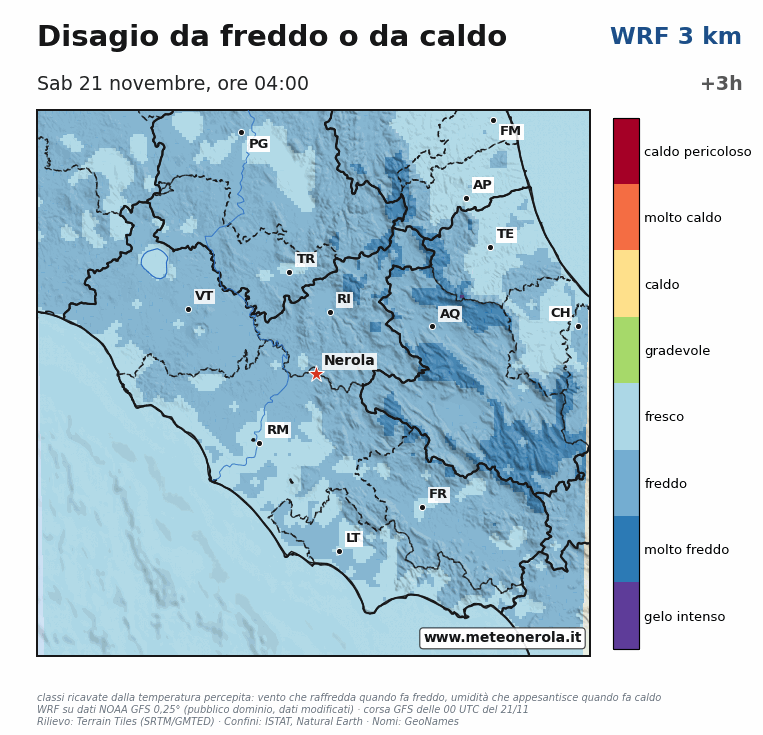 Disagio da freddo o da caldo
WRF 3 km
Sab 21 novembre, ore 04:00
+3h
FM
PG
AP
TE
TR
VT
RI
AQ
CH
Nerola
RM
FR
LT
www.meteonerola.it
caldo pericoloso
molto caldo
caldo
gradevole
fresco
freddo
molto freddo
gelo intenso
classi ricavate dalla temperatura percepita: vento che raffredda quando fa freddo, umidità che appesantisce quando fa caldo
WRF su dati NOAA GFS 0,25° (pubblico dominio, dati modificati) · corsa GFS delle 00 UTC del 21/11
Rilievo: Terrain Tiles (SRTM/GMTED) · Confini: ISTAT, Natural Earth · Nomi: GeoNames